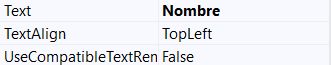 Text Nombre
TextAlign TopLeft
UseCompatibleTextRen False